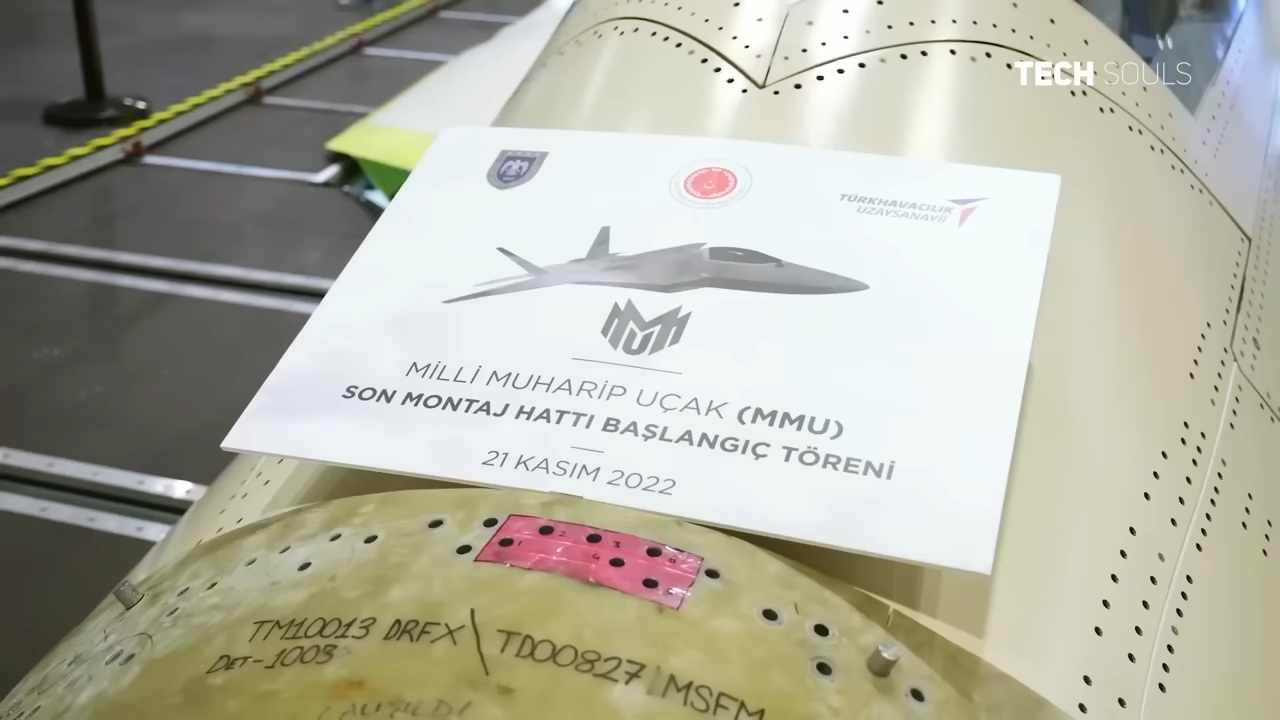 TECH SOULS
TÜRKHAVACILIK
UZAYSANAYİİ
MMU
MİLLİ MUHARİP UÇAK (MMU)
SON MONTAJ HATTI BAŞLANGIÇ TÖRENİ
21 KASIM 2022
TM10013 DRFX \ TD00827 MSFM
DET-1003